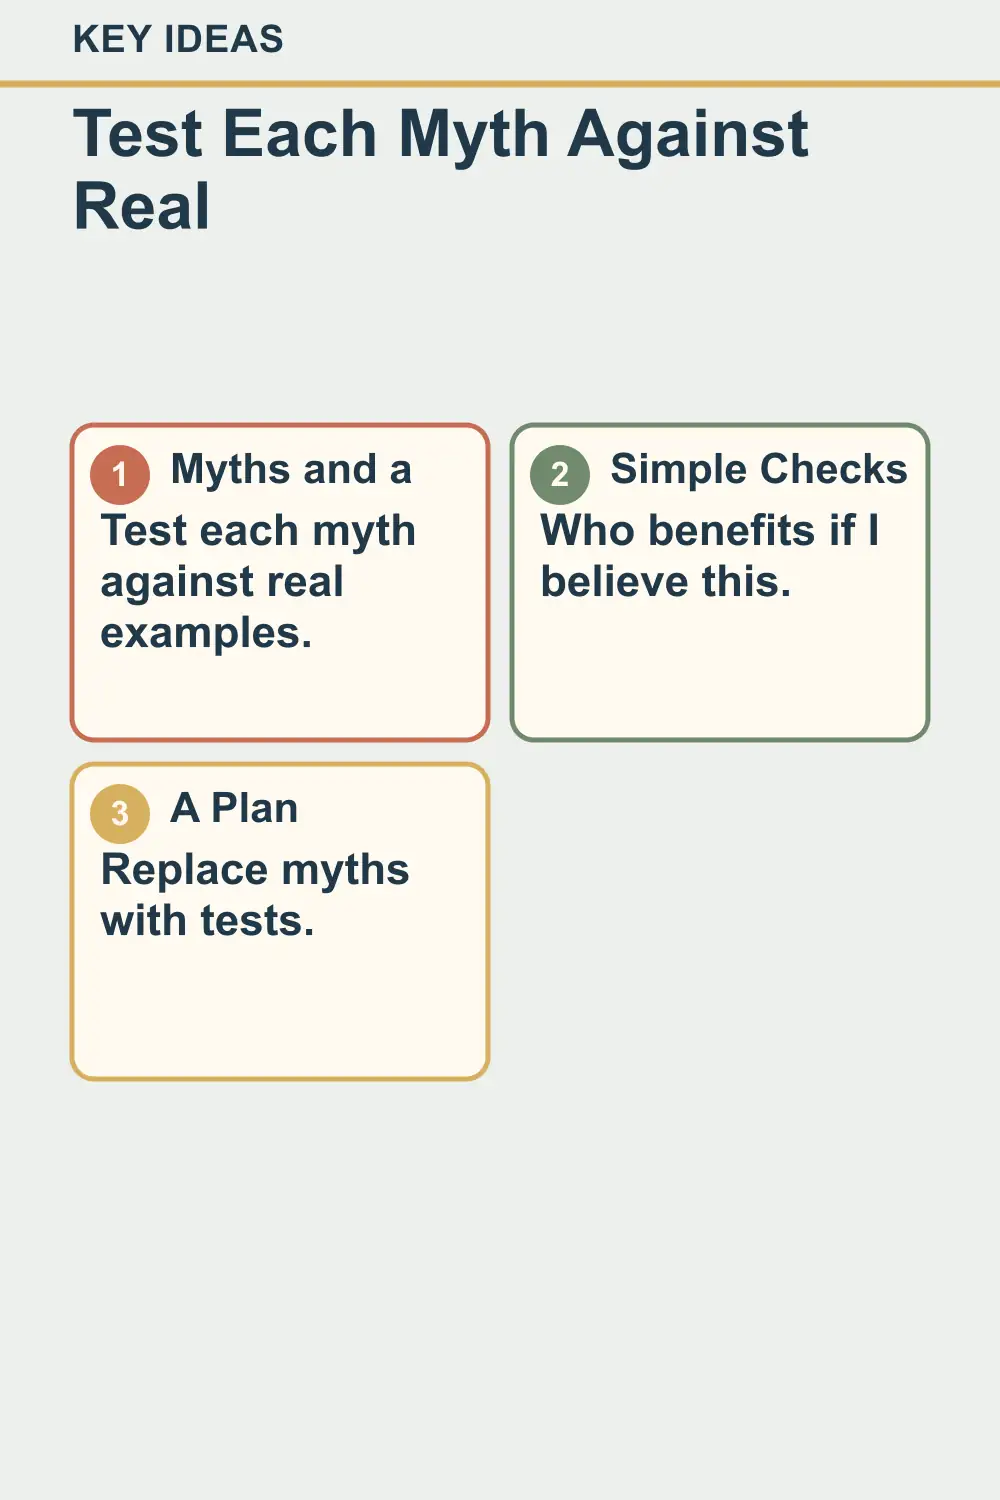 KEY IDEAS
Test Each Myth Against
Real
1 Myths and a
Test each myth
against real
examples.
2 Simple Checks
Who benefits if I
believe this.
3 A Plan
Replace myths
with tests.